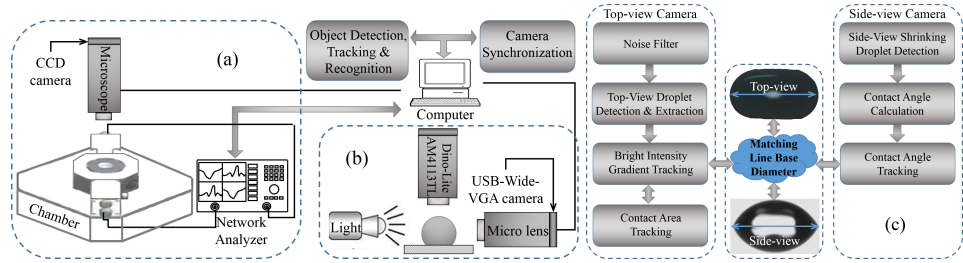 (a)
CCD
camera
Microscope
Chamber
Network
Analyzer
Object Detection,
Tracking &
Recognition
Camera
Synchronization
Computer
(b)
Dino-Lite
AM4113TL
USB-Wide-
VGA camera
Light
Micro lens
Top-view Camera
Noise Filter
Top-View Droplet
Detection & Extraction
Bright Intensity
Gradient Tracking
Contact Area
Tracking
Top-view
Matching
Line Base
Diameter
Side-view
Side-view Camera
Side-View Shrinking
Droplet Detection
Contact Angle
Calculation
Contact Angle
Tracking
(c)